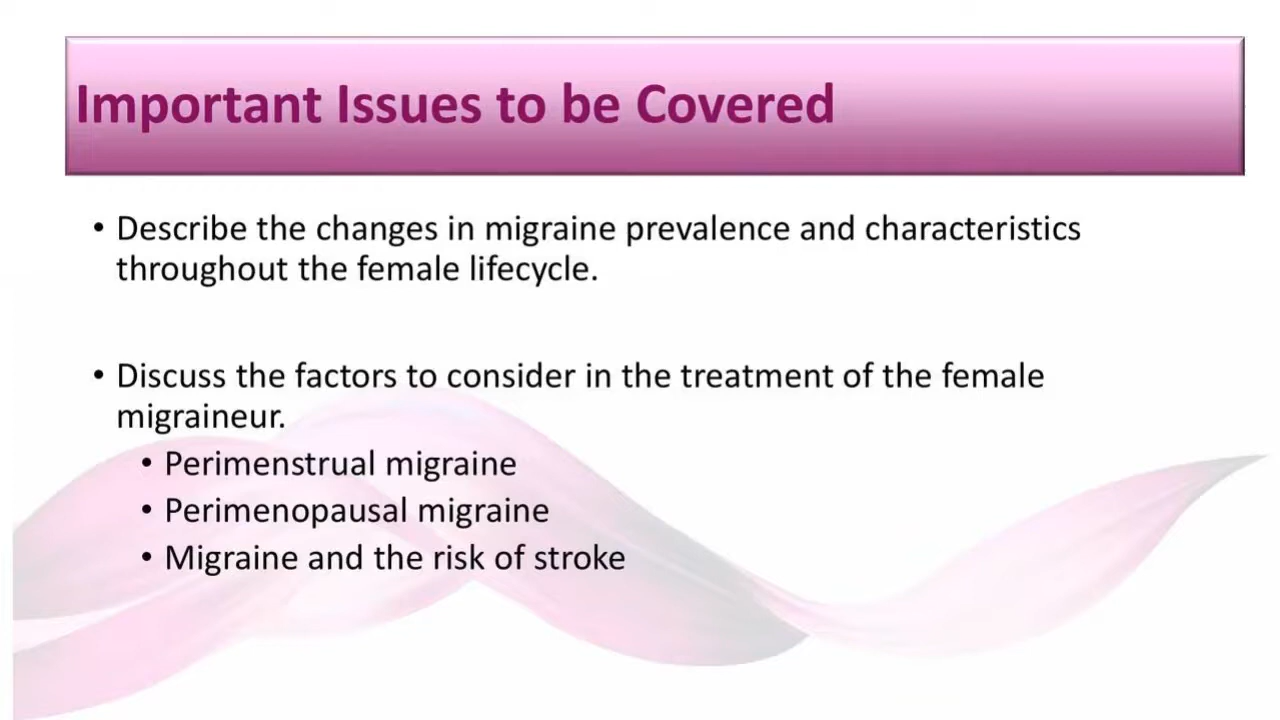 Important Issues to be Covered
• Describe the changes in migraine prevalence and characteristics
throughout the female lifecycle.
• Discuss the factors to consider in the treatment of the female
migraineur.
• Perimenstrual migraine
• Perimenopausal migraine
• Migraine and the risk of stroke